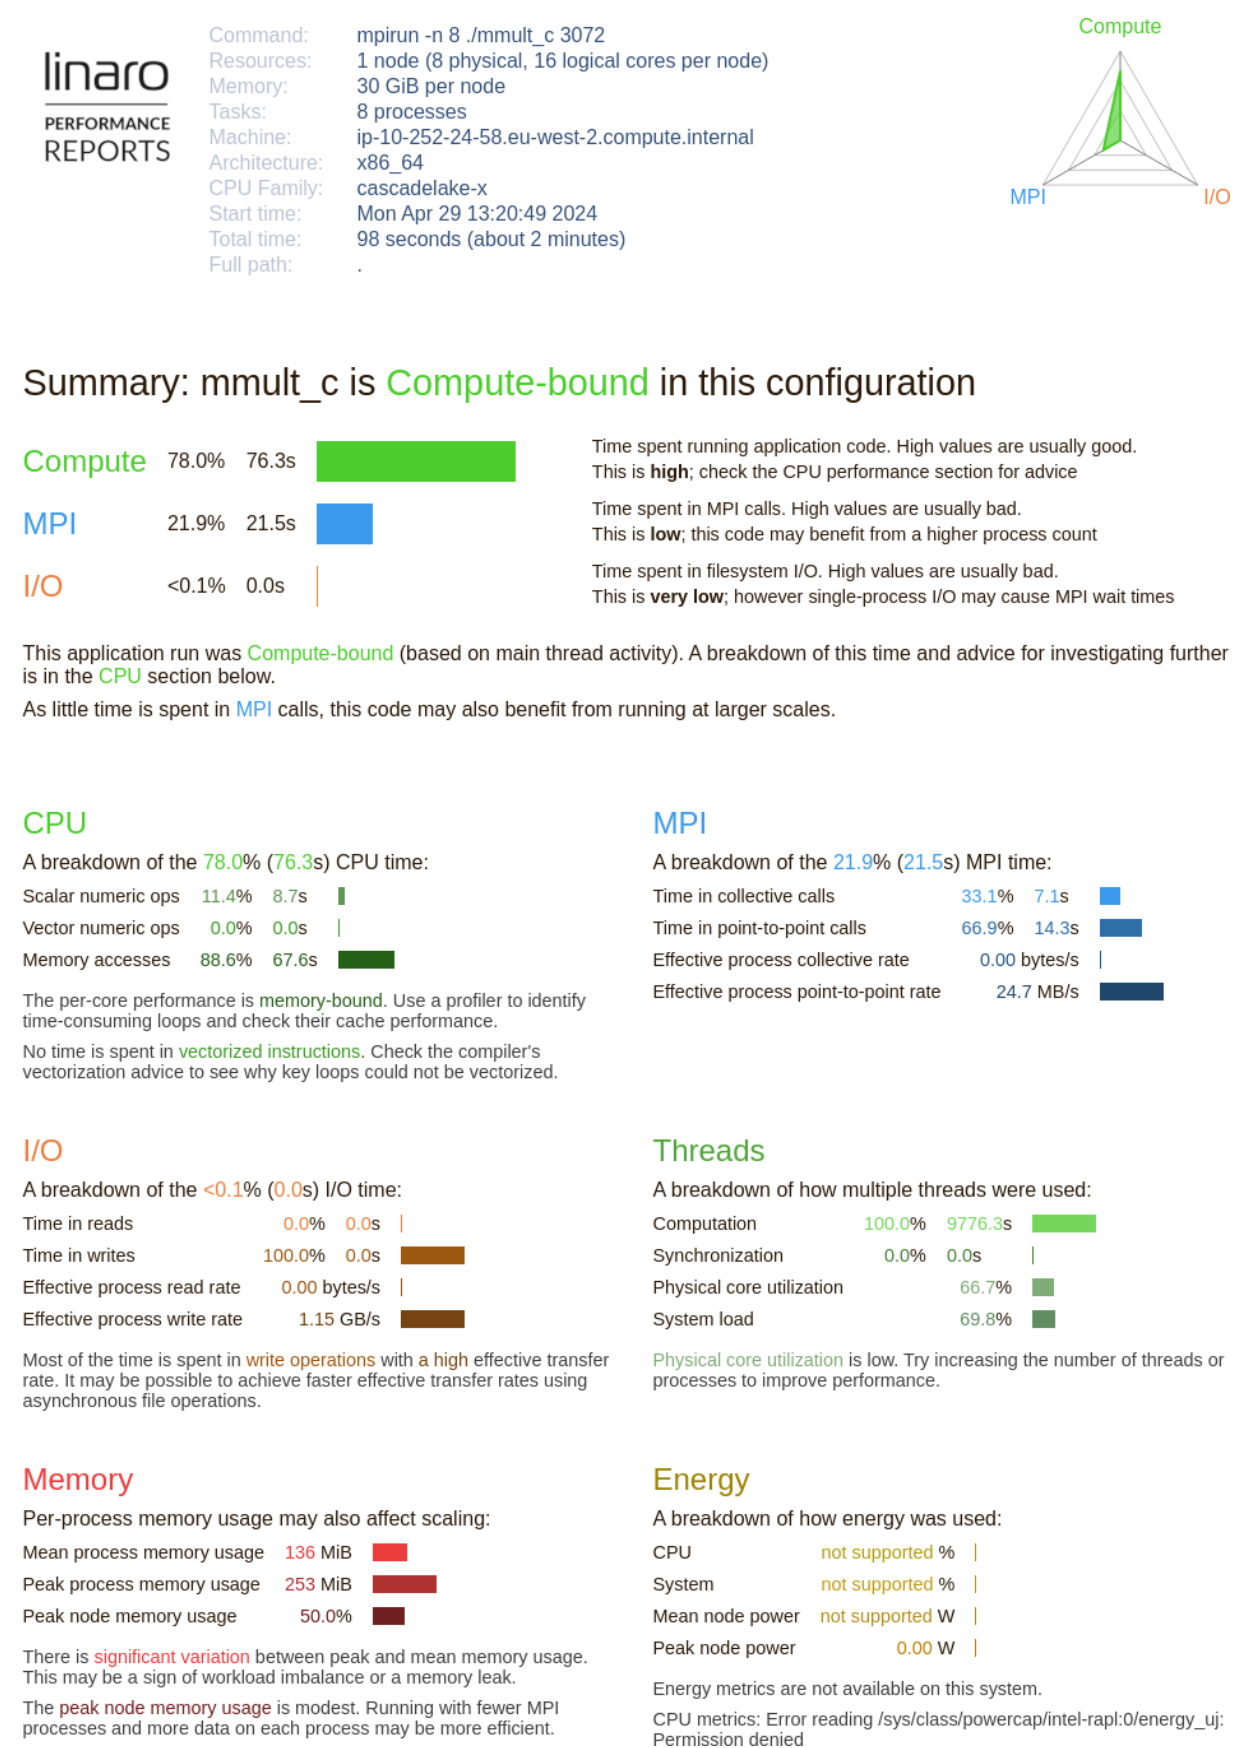 linaro
PERFORMANCE
REPORTS
Command: mpirun -n 8 ./mmult_c 3072
Resources: 1 node (8 physical, 16 logical cores per node)
Memory: 30 GiB per node
Tasks: 8 processes
Machine: ip-10-252-24-58.eu-west-2.compute.internal
Architecture: x86_64
CPU Family: cascadelake-x
Start time: Mon Apr 29 13:20:49 2024
Total time: 98 seconds (about 2 minutes)
Full path: .
Compute
MPI
I/O
Summary: mmult_c is Compute-bound in this configuration
Compute 78.0% 76.3s
Time spent running application code. High values are usually good.
This is high; check the CPU performance section for advice
MPI 21.9% 21.5s
Time spent in MPI calls. High values are usually bad.
This is low; this code may benefit from a higher process count
I/O <0.1% 0.0s
Time spent in filesystem I/O. High values are usually bad.
This is very low; however single-process I/O may cause MPI wait times
This application run was Compute-bound (based on main thread activity). A breakdown of this time and advice for investigating further
is in the CPU section below.
As little time is spent in MPI calls, this code may also benefit from running at larger scales.
CPU
A breakdown of the 78.0% (76.3s) CPU time:
Scalar numeric ops 11.4% 8.7s
Vector numeric ops 0.0% 0.0s
Memory accesses 88.6% 67.6s
The per-core performance is memory-bound. Use a profiler to identify
time-consuming loops and check their cache performance.
No time is spent in vectorized instructions. Check the compiler's
vectorization advice to see why key loops could not be vectorized.
MPI
A breakdown of the 21.9% (21.5s) MPI time:
Time in collective calls 33.1% 7.1s
Time in point-to-point calls 66.9% 14.3s
Effective process collective rate 0.00 bytes/s
Effective process point-to-point rate 24.7 MB/s
I/O
A breakdown of the <0.1% (0.0s) I/O time:
Time in reads 0.0% 0.0s
Time in writes 100.0% 0.0s
Effective process read rate 0.00 bytes/s
Effective process write rate 1.15 GB/s
Most of the time is spent in write operations with a high effective transfer
rate. It may be possible to achieve faster effective transfer rates using
asynchronous file operations.
Threads
A breakdown of how multiple threads were used:
Computation 100.0% 9776.3s
Synchronization 0.0% 0.0s
Physical core utilization 66.7%
System load 69.8%
Physical core utilization is low. Try increasing the number of threads or
processes to improve performance.
Memory
Per-process memory usage may also affect scaling:
Mean process memory usage 136 MiB
Peak process memory usage 253 MiB
Peak node memory usage 50.0%
There is significant variation between peak and mean memory usage.
This may be a sign of workload imbalance or a memory leak.
The peak node memory usage is modest. Running with fewer MPI
processes and more data on each process may be more efficient.
Energy
A breakdown of how energy was used:
CPU not supported %
System not supported %
Mean node power not supported W
Peak node power 0.00 W
Energy metrics are not available on this system.
CPU metrics: Error reading /sys/class/powercap/intel-rapl:0/energy_uj:
Permission denied